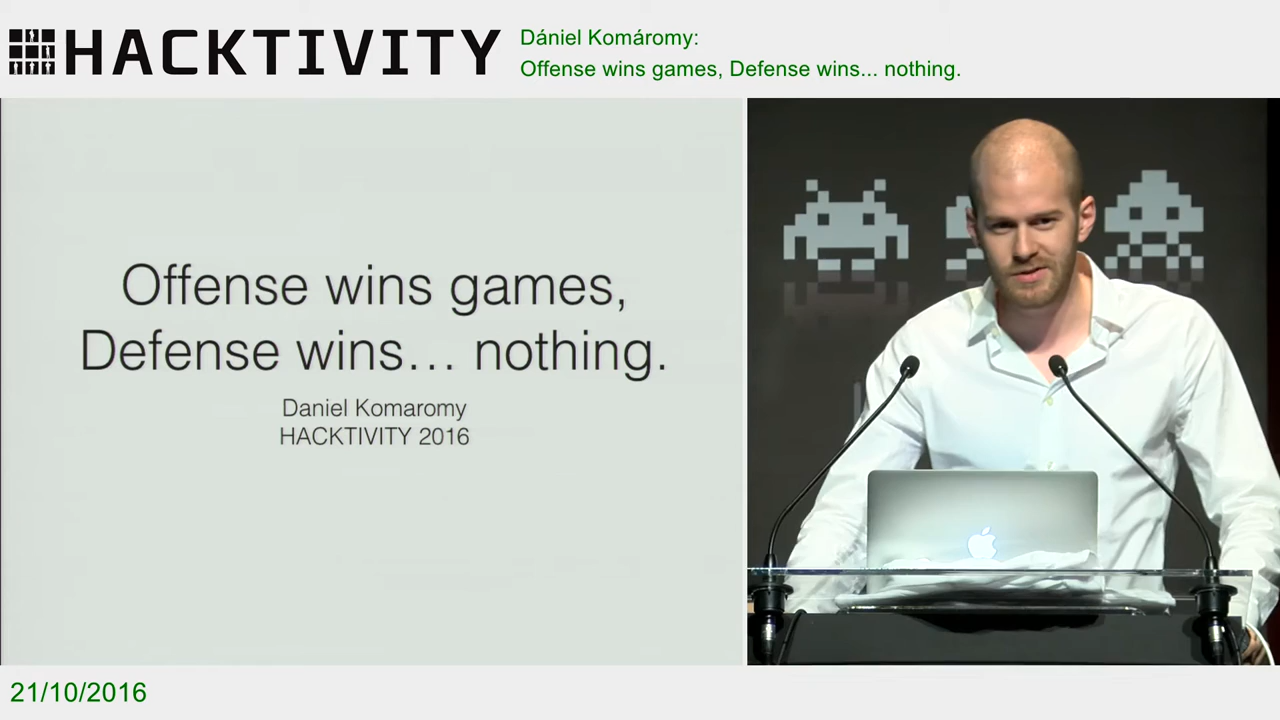 HACKTIVITY
Dániel Komáromy:
Offense wins games, Defense wins... nothing.
Offense wins games,
Defense wins… nothing.
Daniel Komaromy
HACKTIVITY 2016
21/10/2016